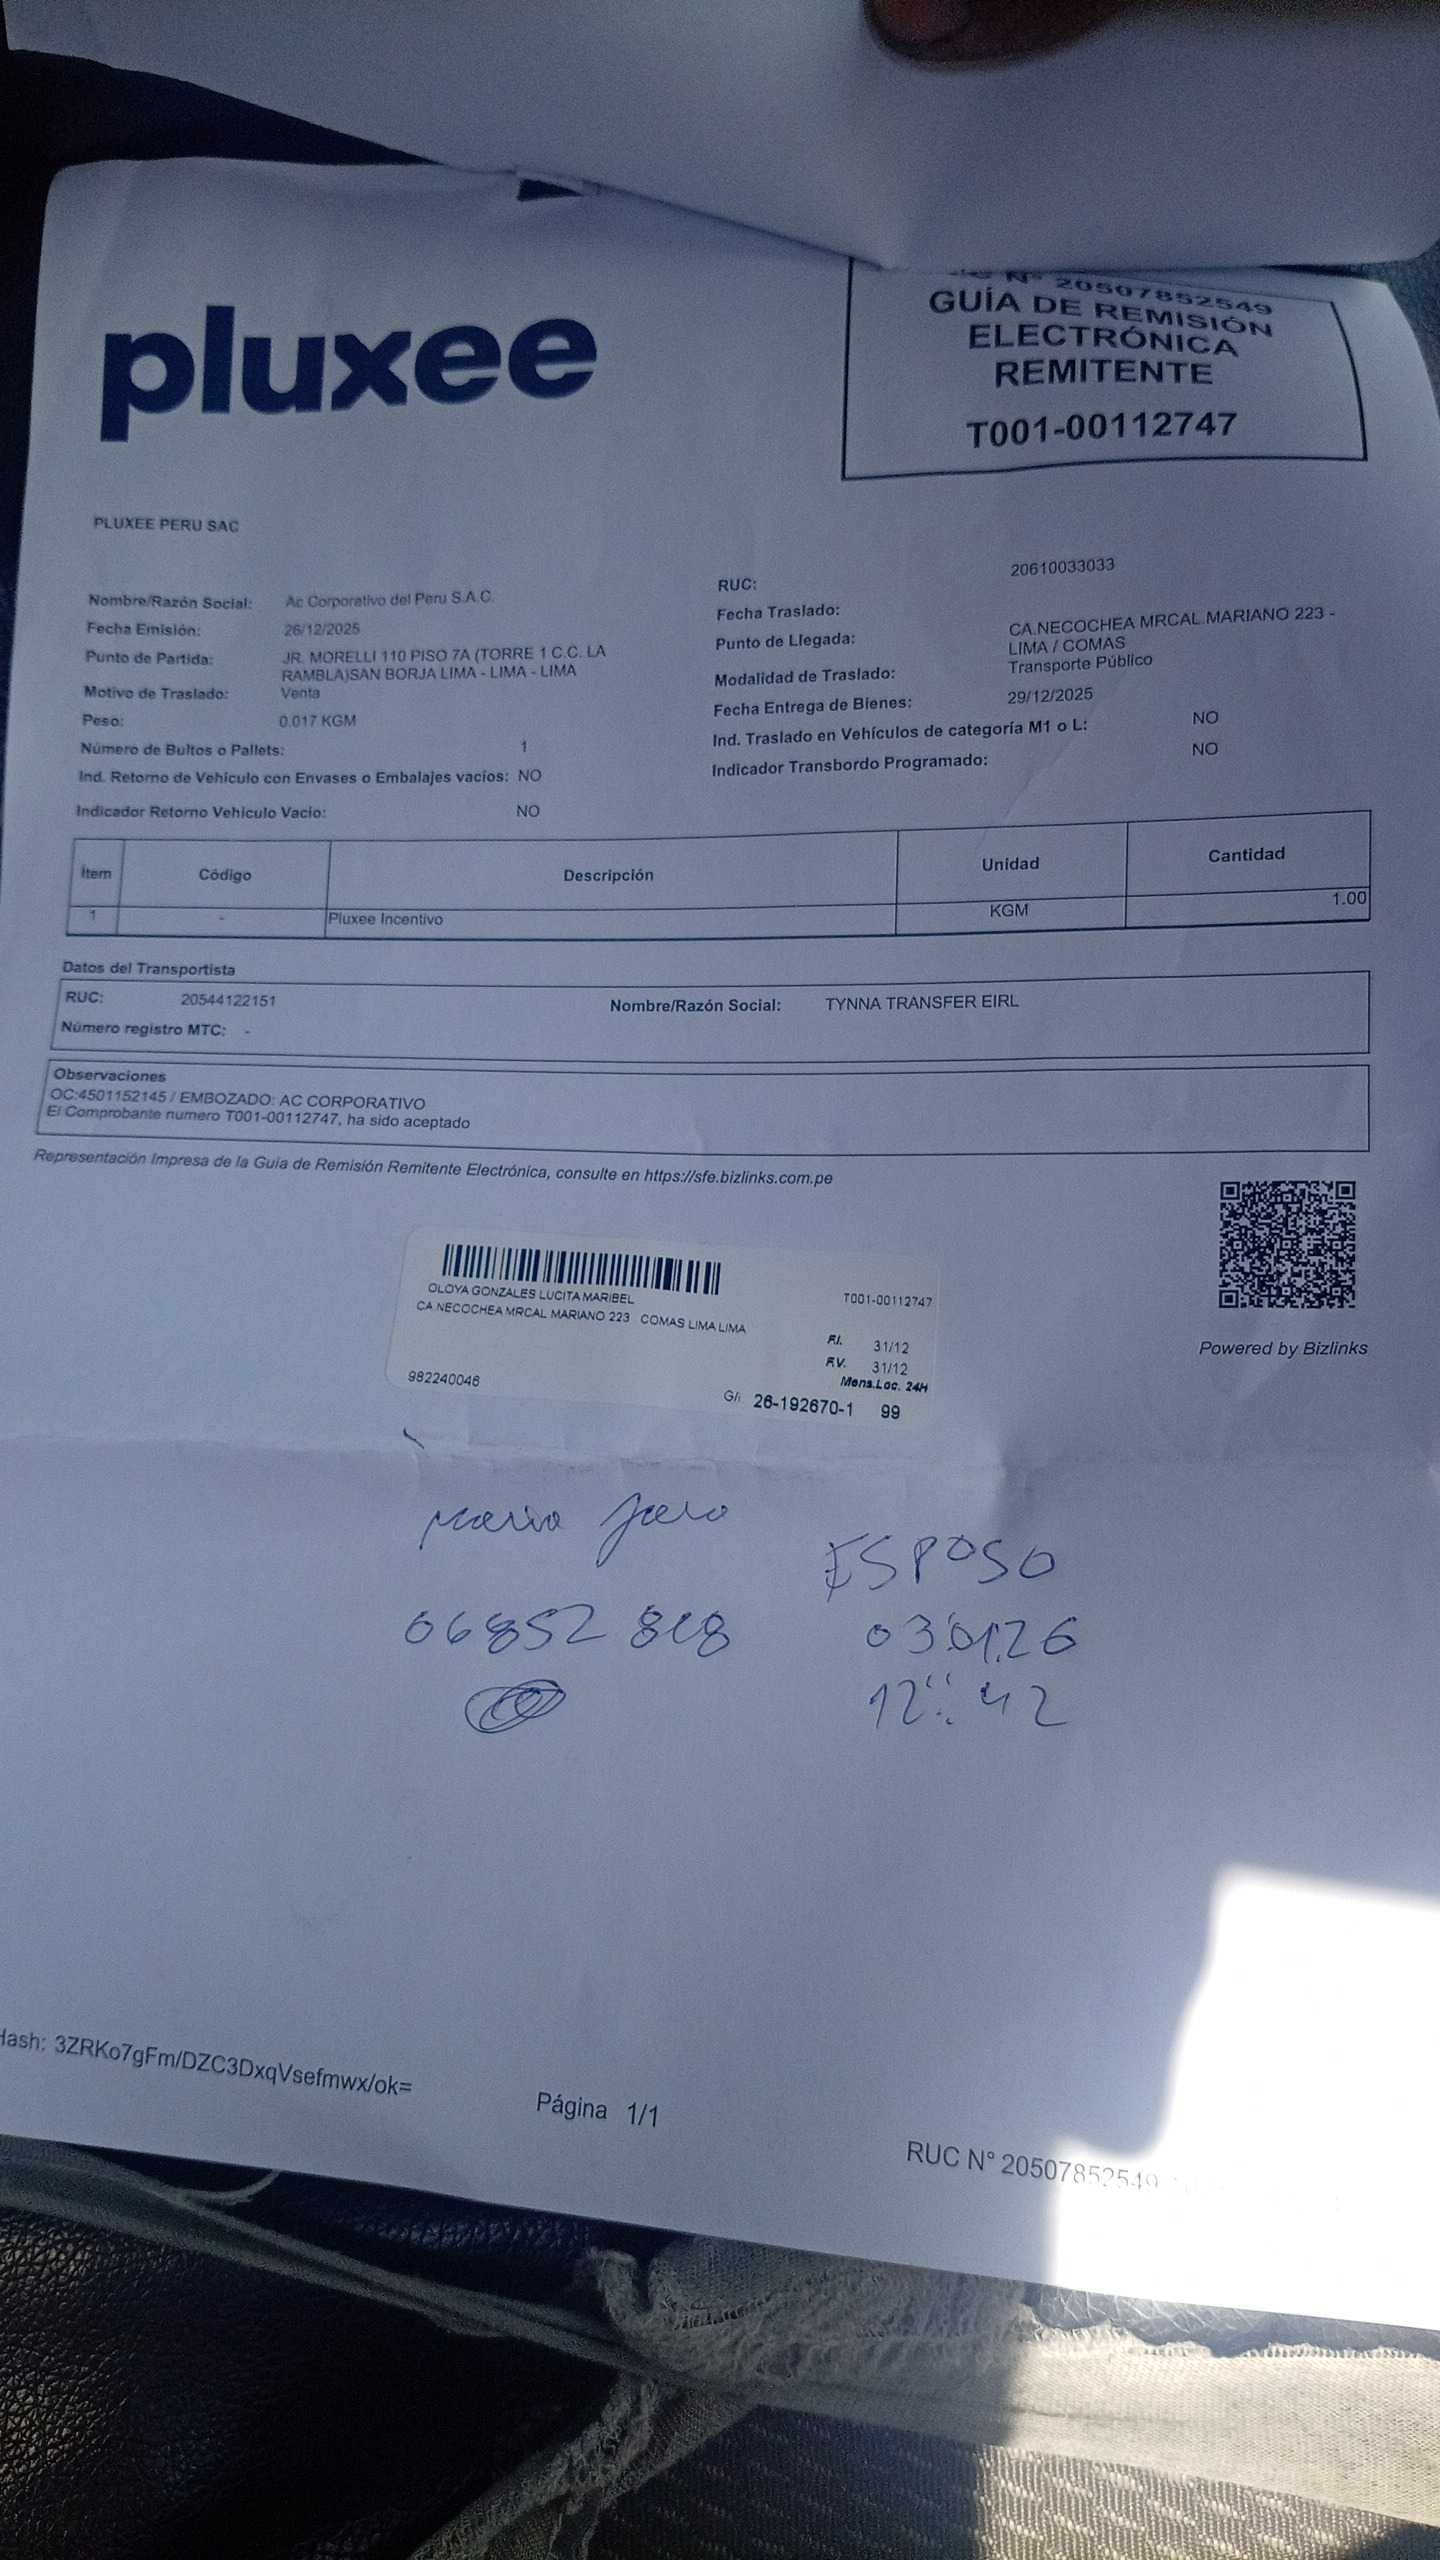 N° 20507852549
GUÍA DE REMISIÓN
ELECTRÓNICA
REMITENTE
T001-00112747
pluxee
PLUXEE PERU SAC
Nombre/Razón Social: Ac Corporativo del Peru S.A.C.
Fecha Emisión: 26/12/2025
Punto de Partida: JR. MORELLI 110 PISO 7A (TORRE 1 C.C. LA
RAMBLA)SAN BORJA LIMA - LIMA - LIMA
Motivo de Traslado: Venta
Peso: 0.017 KGM
Número de Bultos o Pallets: 1
Ind. Retorno de Vehiculo con Envases o Embalajes vacios: NO
Indicador Retorno Vehiculo Vacio: NO
RUC: 20610033033
Fecha Traslado:
Punto de Llegada: CA.NECOCHEA MRCAL.MARIANO 223 -
LIMA / COMAS
Modalidad de Traslado: Transporte Público
Fecha Entrega de Bienes: 29/12/2025
Ind. Traslado en Vehículos de categoría M1 o L: NO
Indicador Transbordo Programado: NO
Ítem Código Descripción Unidad Cantidad
1 - Pluxee Incentivo KGM 1.00
Datos del Transportista
RUC: 20544122151 Nombre/Razón Social: TYNNA TRANSFER EIRL
Número registro MTC: -
Observaciones
OC:4501152145 / EMBOZADO: AC CORPORATIVO
El Comprobante numero T001-00112747, ha sido aceptado
Representación Impresa de la Guía de Remisión Remitente Electrónica, consulte en https://sfe.bizlinks.com.pe
Powered by Bizlinks
OLOYA GONZALES LUCITA MARIBEL T001-00112747
CA NECOCHEA MRCAL MARIANO 223 COMAS LIMA LIMA
F.I. 31/12
F.V. 31/12
Mens.Loc. 24H
982240046
G/: 26-192670-1 99
ESPOSO
03.01.26
12:42
Hash: 3ZRKo7gFm/DZC3DxqVsefmwx/ok=
Página 1/1
RUC N° 20507852549